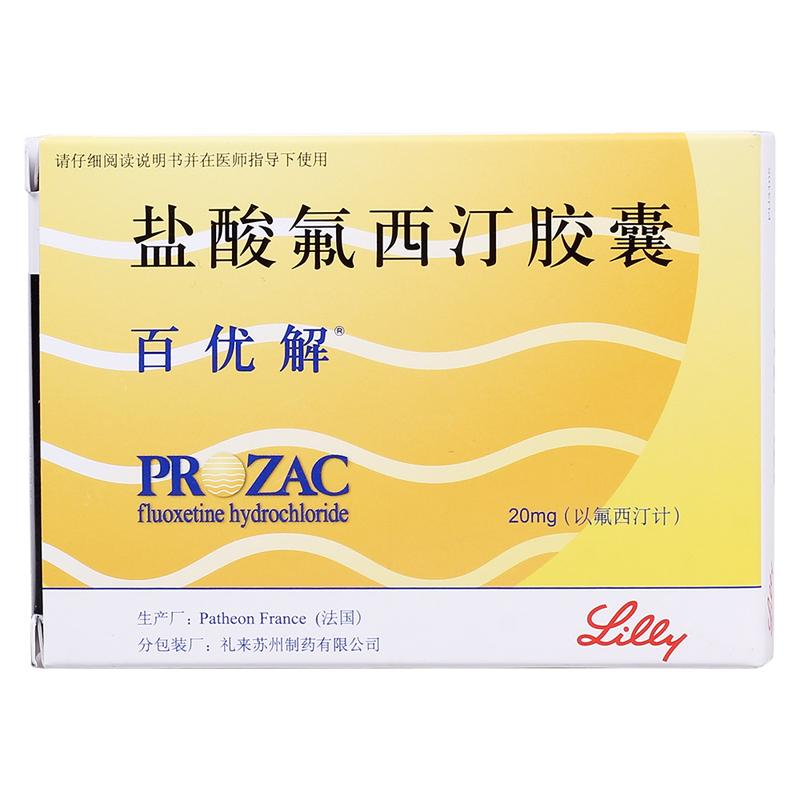 请仔细阅读说明书并在医师指导下使用
盐酸氟西汀胶囊
百优解®
PROZAC
fluoxetine hydrochloride
20mg（以氟西汀计）
生产厂：Patheon France（法国）
分包装厂：礼来苏州制药有限公司
Lilly